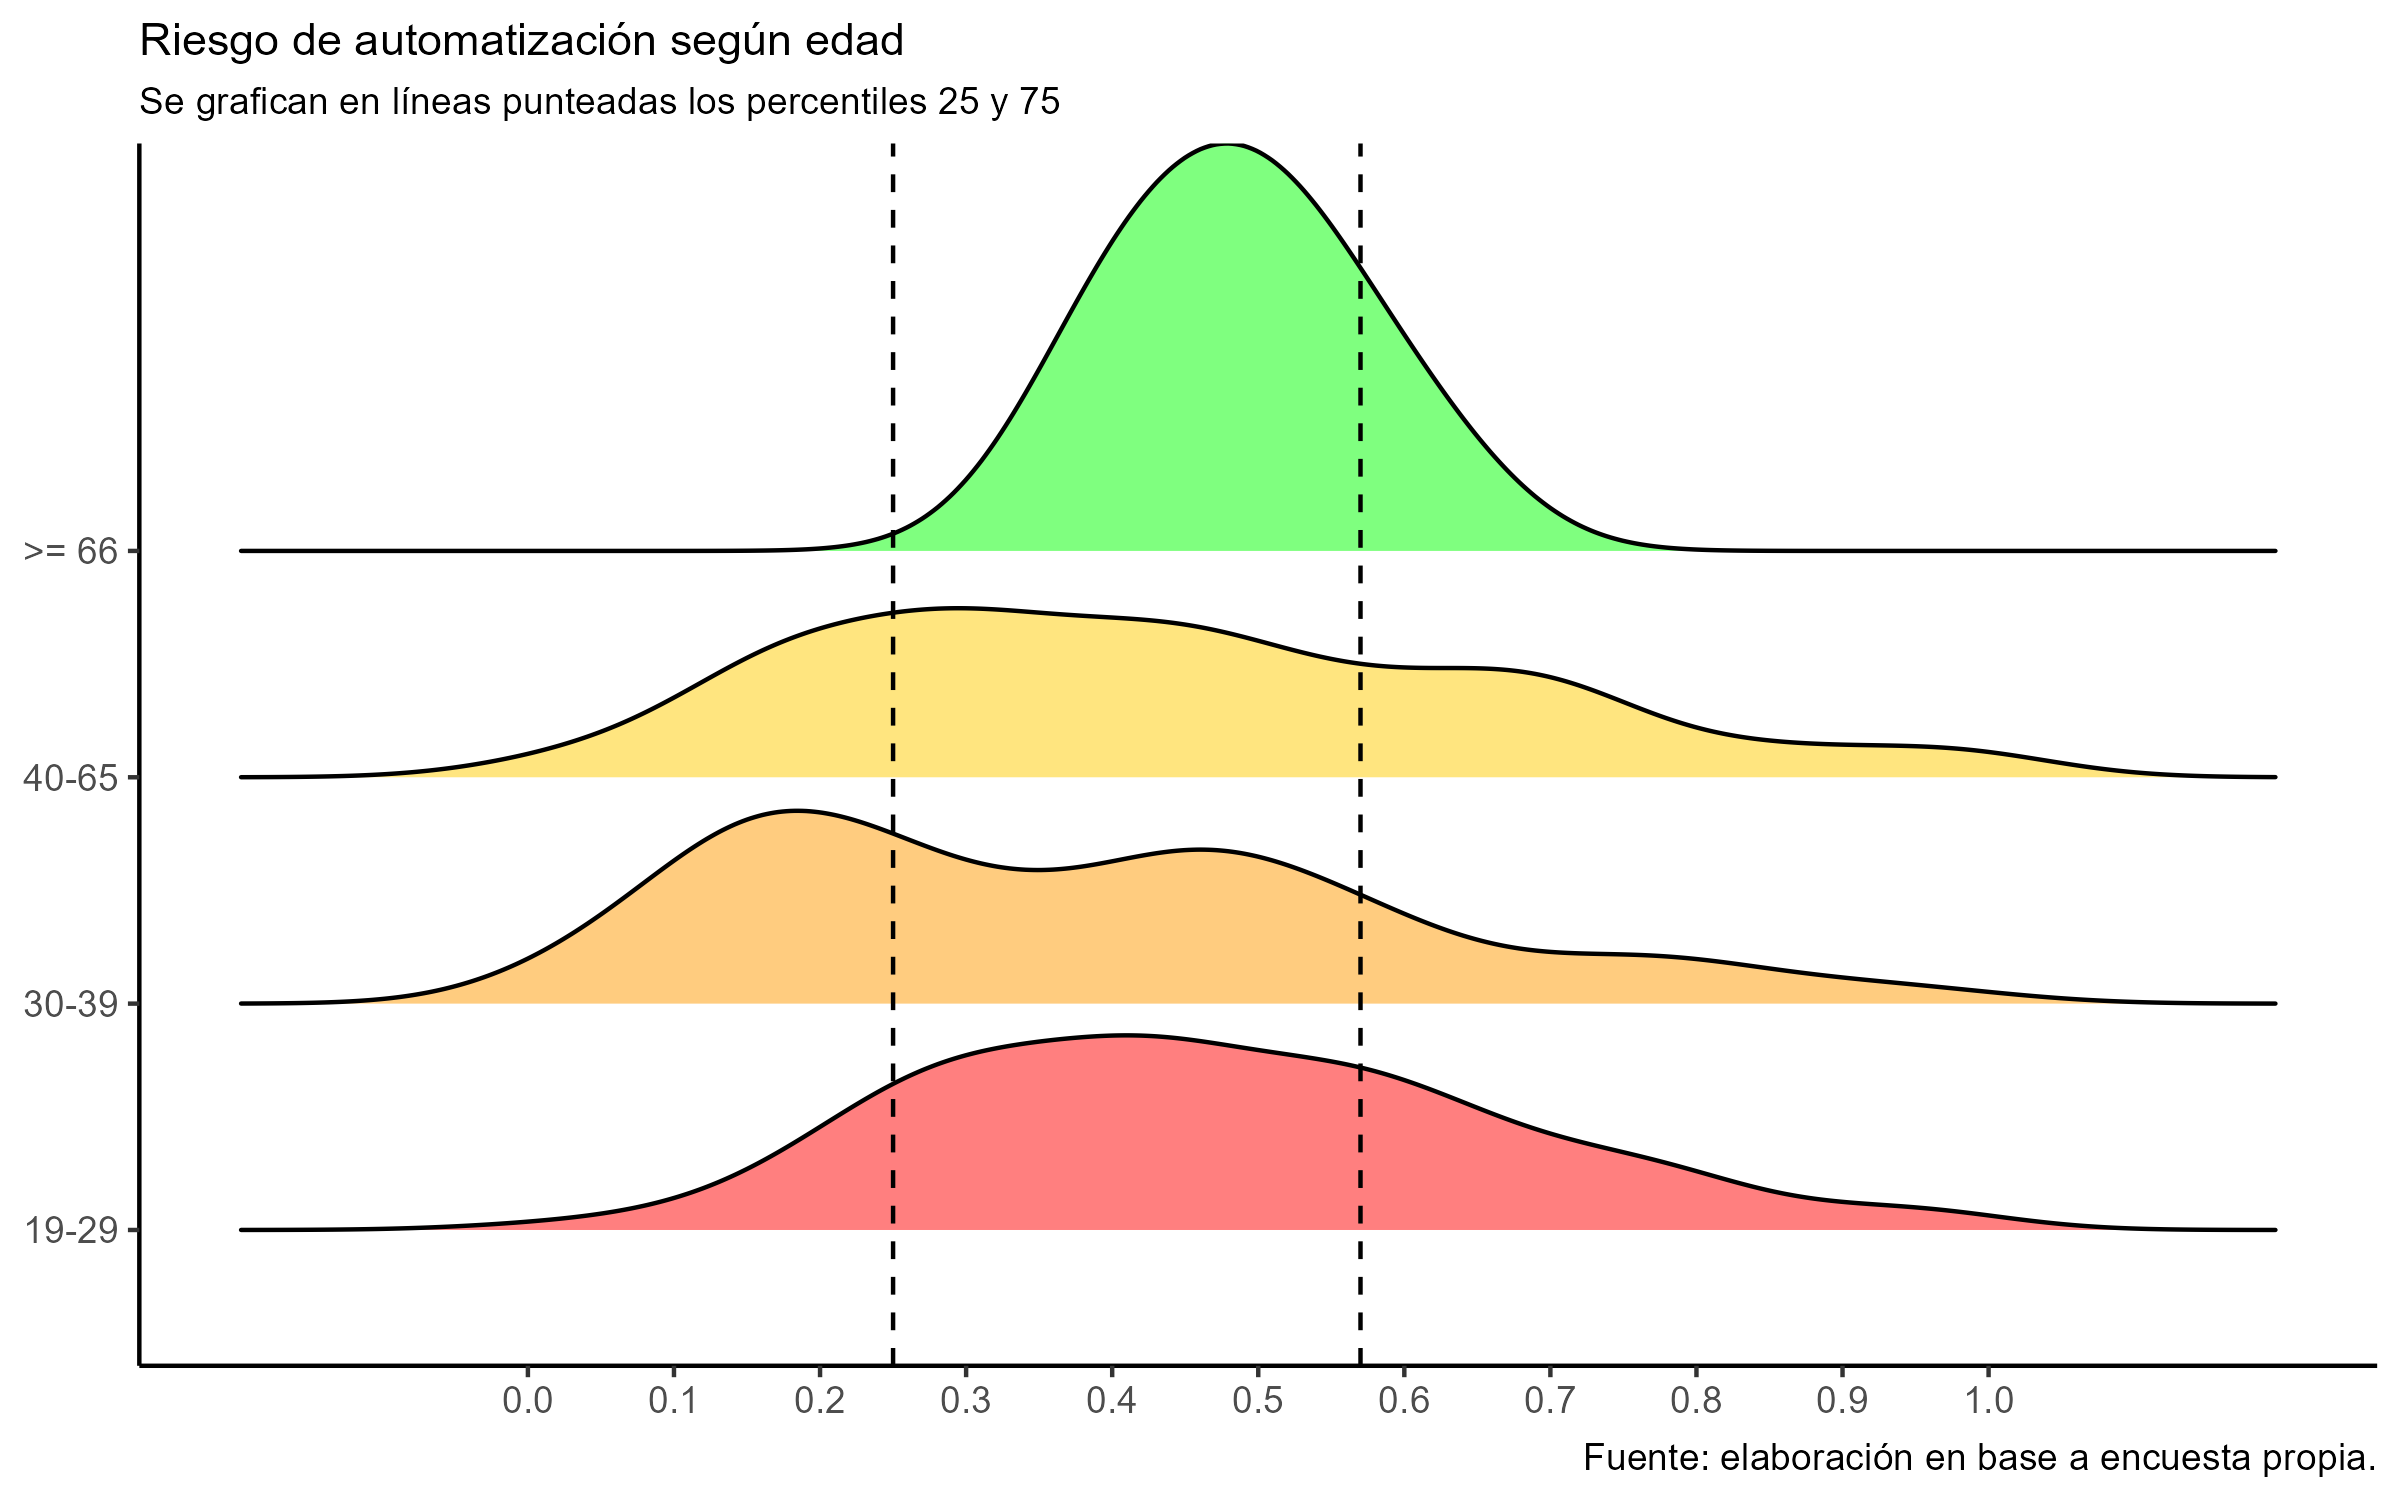 Riesgo de automatización según edad
Se grafican en líneas punteadas los percentiles 25 y 75
>= 66
40-65
30-39
19-29
0.0 0.1 0.2 0.3 0.4 0.5 0.6 0.7 0.8 0.9 1.0
Fuente: elaboración en base a encuesta propia.